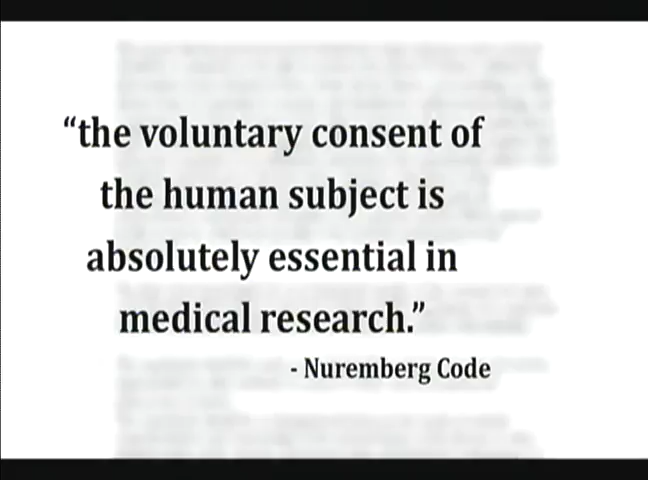 “the voluntary consent of
the human subject is
absolutely essential in
medical research.”
- Nuremberg Code